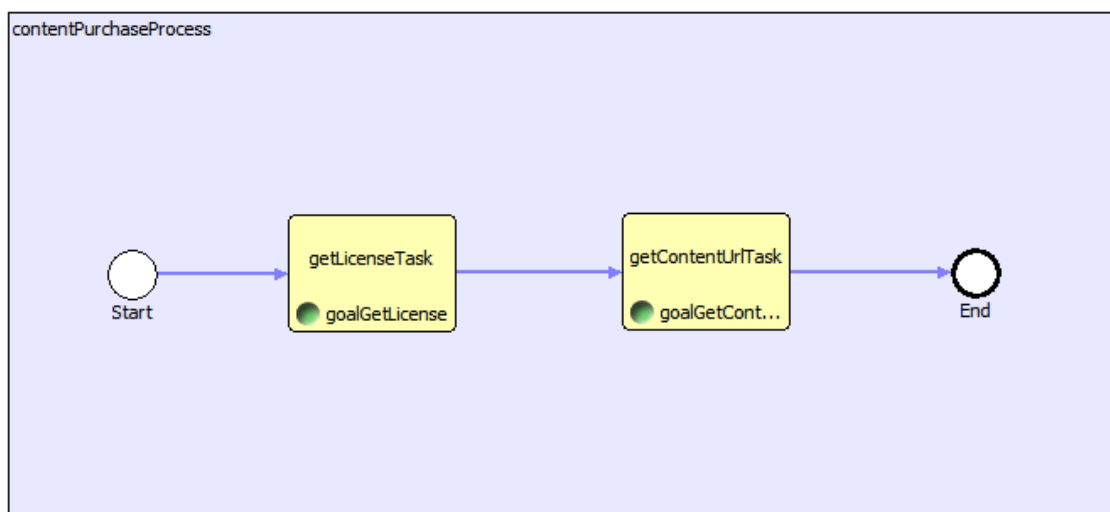 contentPurchaseProcess
getLicenseTask
getContentUrlTask
goalGetLicense
goalGetCont...
Start
End